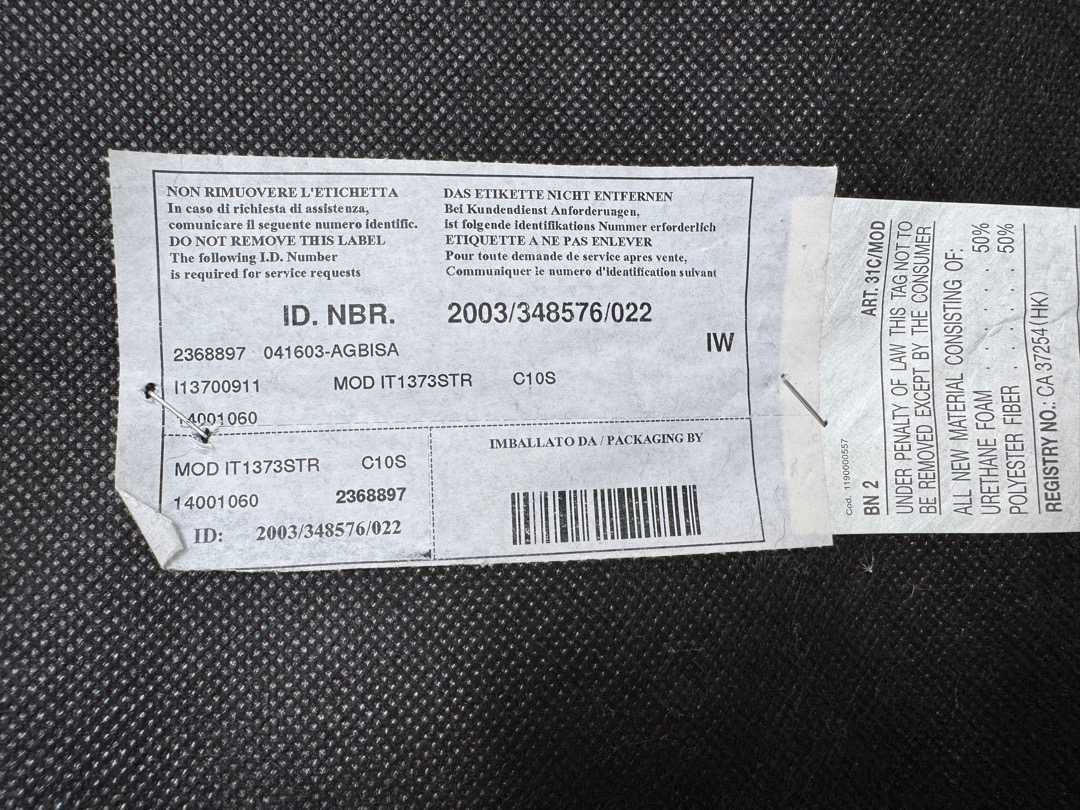 NON RIMUOVERE L'ETICHETTA
In caso di richiesta di assistenza,
comunicare il seguente numero identific.
DO NOT REMOVE THIS LABEL
The following I.D. Number
is required for service requests
DAS ETIKETTE NICHT ENTFERNEN
Bei Kundendienst Anforderungen,
ist folgende identifikations Nummer erforderlich
ETIQUETTE A NE PAS ENLEVER
Pour toute demande de service apres vente,
Communiquer le numero d'identification suivant
ID. NBR. 2003/348576/022
2368897 041603-AGBISA IW
I13700911 MOD IT1373STR C10S
14001060
MOD IT1373STR C10S
14001060 2368897
ID: 2003/348576/022
IMBALLATO DA / PACKAGING BY
Cod. 1190000557
BN 2 ART. 31C/MOD
UNDER PENALTY OF LAW THIS TAG NOT TO
BE REMOVED EXCEPT BY THE CONSUMER
ALL NEW MATERIAL CONSISTING OF:
URETHANE FOAM . . . . . 50%
POLYESTER FIBER . . . . . 50%
REGISTRY NO.: CA 37254 (HK)